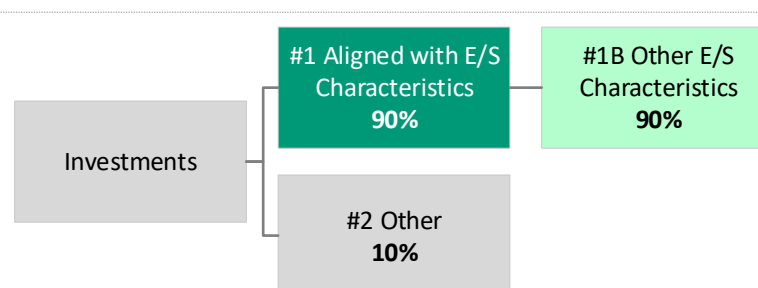 #1 Aligned with E/S
Characteristics
90%
#1B Other E/S
Characteristics
90%
Investments
#2 Other
10%